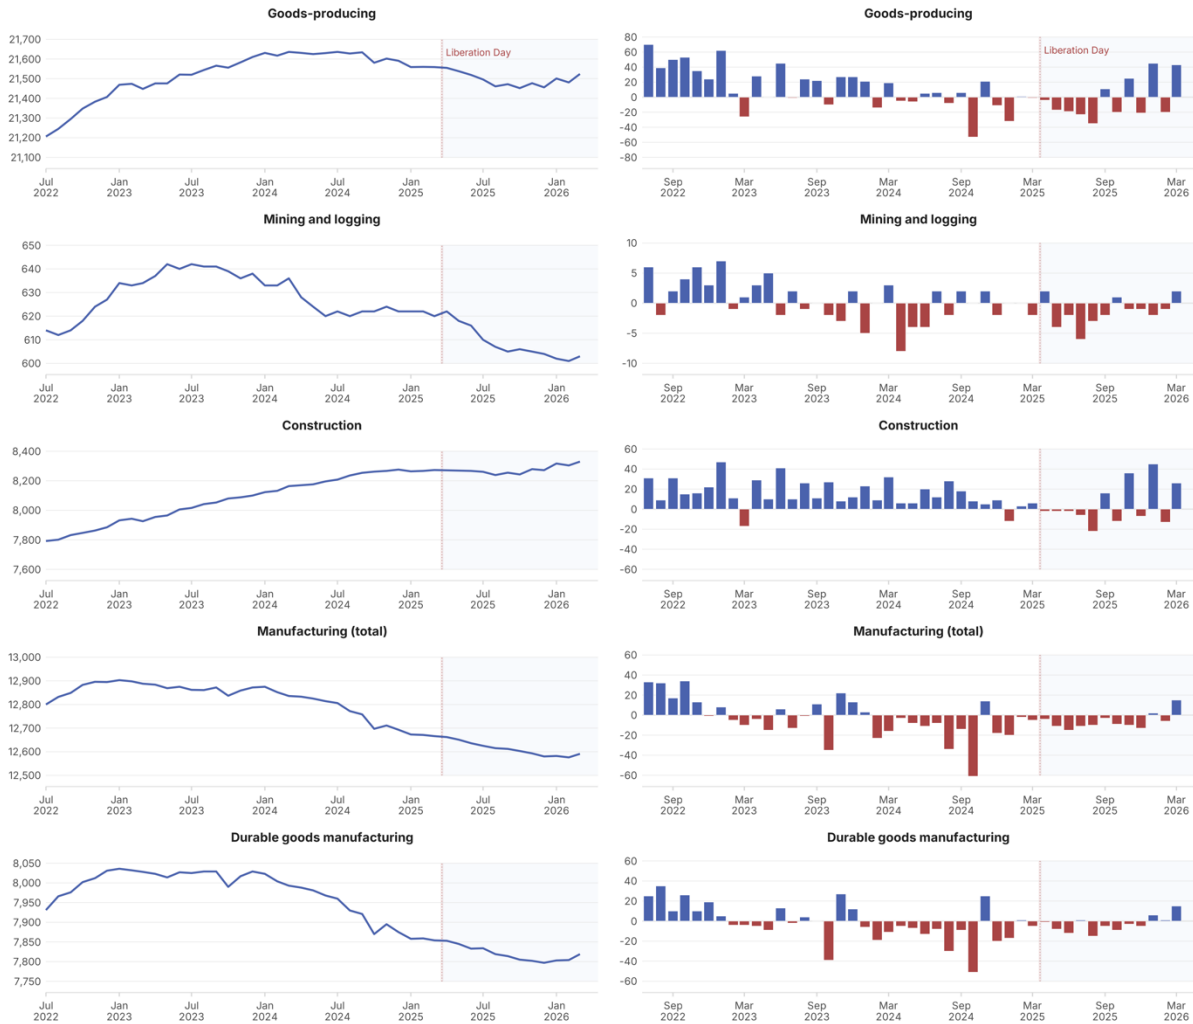 Goods-producing
21,700
21,600
21,500
21,400
21,300
21,200
21,100
Liberation Day
Jul 2022
Jan 2023
Jul 2023
Jan 2024
Jul 2024
Jan 2025
Jul 2025
Jan 2026
Goods-producing
80
60
40
20
0
-20
-40
-60
-80
Liberation Day
Sep 2022
Mar 2023
Sep 2023
Mar 2024
Sep 2024
Mar 2025
Sep 2025
Mar 2026
Mining and logging
650
640
630
620
610
600
Jul 2022
Jan 2023
Jul 2023
Jan 2024
Jul 2024
Jan 2025
Jul 2025
Jan 2026
Mining and logging
10
5
0
-5
-10
Sep 2022
Mar 2023
Sep 2023
Mar 2024
Sep 2024
Mar 2025
Sep 2025
Mar 2026
Construction
8,400
8,200
8,000
7,800
7,600
Jul 2022
Jan 2023
Jul 2023
Jan 2024
Jul 2024
Jan 2025
Jul 2025
Jan 2026
Construction
60
40
20
0
-20
-40
-60
Sep 2022
Mar 2023
Sep 2023
Mar 2024
Sep 2024
Mar 2025
Sep 2025
Mar 2026
Manufacturing (total)
13,000
12,900
12,800
12,700
12,600
12,500
Jul 2022
Jan 2023
Jul 2023
Jan 2024
Jul 2024
Jan 2025
Jul 2025
Jan 2026
Manufacturing (total)
60
40
20
0
-20
-40
-60
Sep 2022
Mar 2023
Sep 2023
Mar 2024
Sep 2024
Mar 2025
Sep 2025
Mar 2026
Durable goods manufacturing
8,050
8,000
7,950
7,900
7,850
7,800
7,750
Jul 2022
Jan 2023
Jul 2023
Jan 2024
Jul 2024
Jan 2025
Jul 2025
Jan 2026
Durable goods manufacturing
60
40
20
0
-20
-40
-60
Sep 2022
Mar 2023
Sep 2023
Mar 2024
Sep 2024
Mar 2025
Sep 2025
Mar 2026